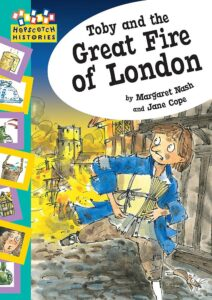 HOPSCOTCH
HISTORIES
Toby and the
Great Fire
of London
by Margaret Nash
and Jane Cope